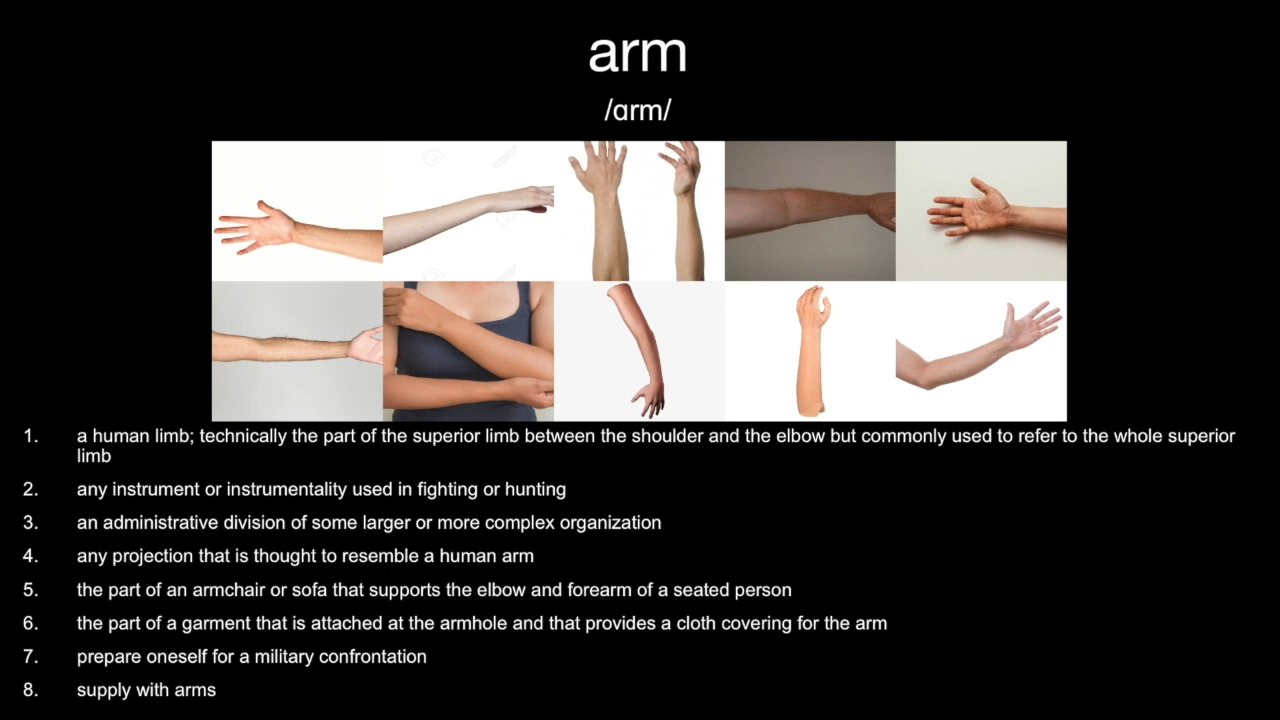 arm
/ɑrm/
1. a human limb; technically the part of the superior limb between the shoulder and the elbow but commonly used to refer to the whole superior
limb
2. any instrument or instrumentality used in fighting or hunting
3. an administrative division of some larger or more complex organization
4. any projection that is thought to resemble a human arm
5. the part of an armchair or sofa that supports the elbow and forearm of a seated person
6. the part of a garment that is attached at the armhole and that provides a cloth covering for the arm
7. prepare oneself for a military confrontation
8. supply with arms